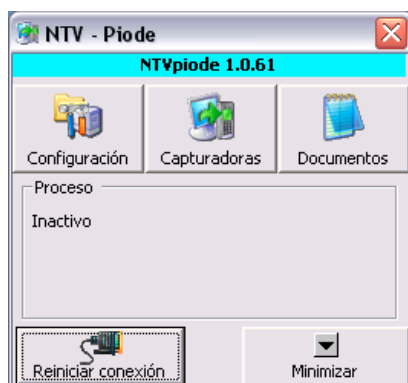 NTV - Piode
NTVpiode 1.0.61
Configuración Capturadoras Documentos
Proceso
Inactivo
Reiniciar conexión Minimizar